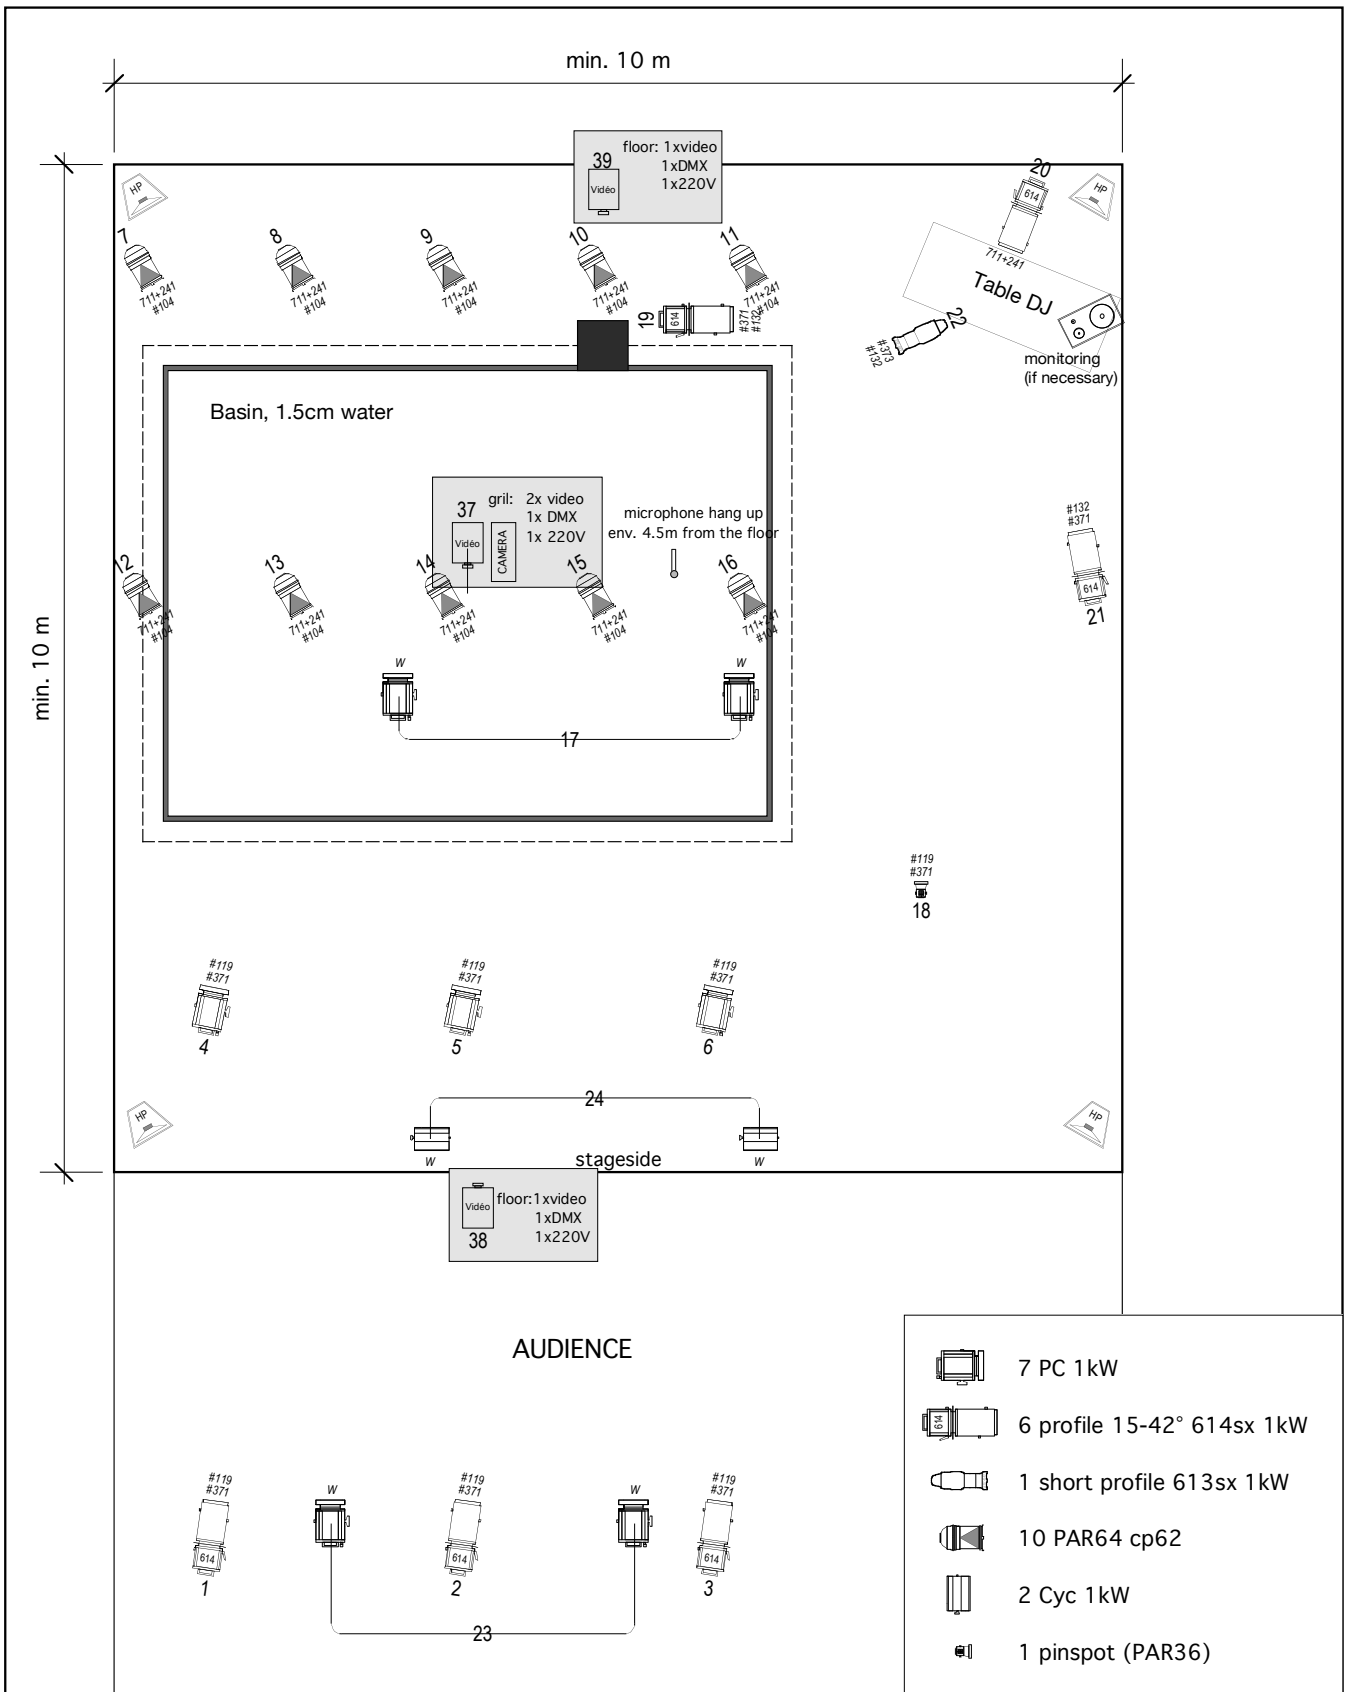 min. 10 m
min. 10 m
39
floor: 1xvideo
1xDMX
1x220V
Vidéo
HP
HP
20
614
711+241
7
8
9
10
11
711+241
#104
711+241
#104
711+241
#104
711+241
#104
711+241
#104
Table DJ
19
614
#371
#132
22
#373
#132
monitoring
(if necessary)
Basin, 1.5cm water
37
gril: 2x video
1x DMX
1x 220V
Vidéo
CAMERA
microphone hang up
env. 4.5m from the floor
#132
#371
614
21
12
13
14
15
16
711+241
#104
711+241
#104
711+241
#104
711+241
#104
711+241
#104
W
W
17
#119
#371
18
#119
#371
4
#119
#371
5
#119
#371
6
24
HP
HP
W
W
stageside
Vidéo
38
floor:1xvideo
1xDMX
1x220V
AUDIENCE
#119
#371
614
1
W
#119
#371
614
2
W
#119
#371
614
3
23
7 PC 1kW
614
6 profile 15-42° 614sx 1kW
1 short profile 613sx 1kW
10 PAR64 cp62
2 Cyc 1kW
1 pinspot (PAR36)